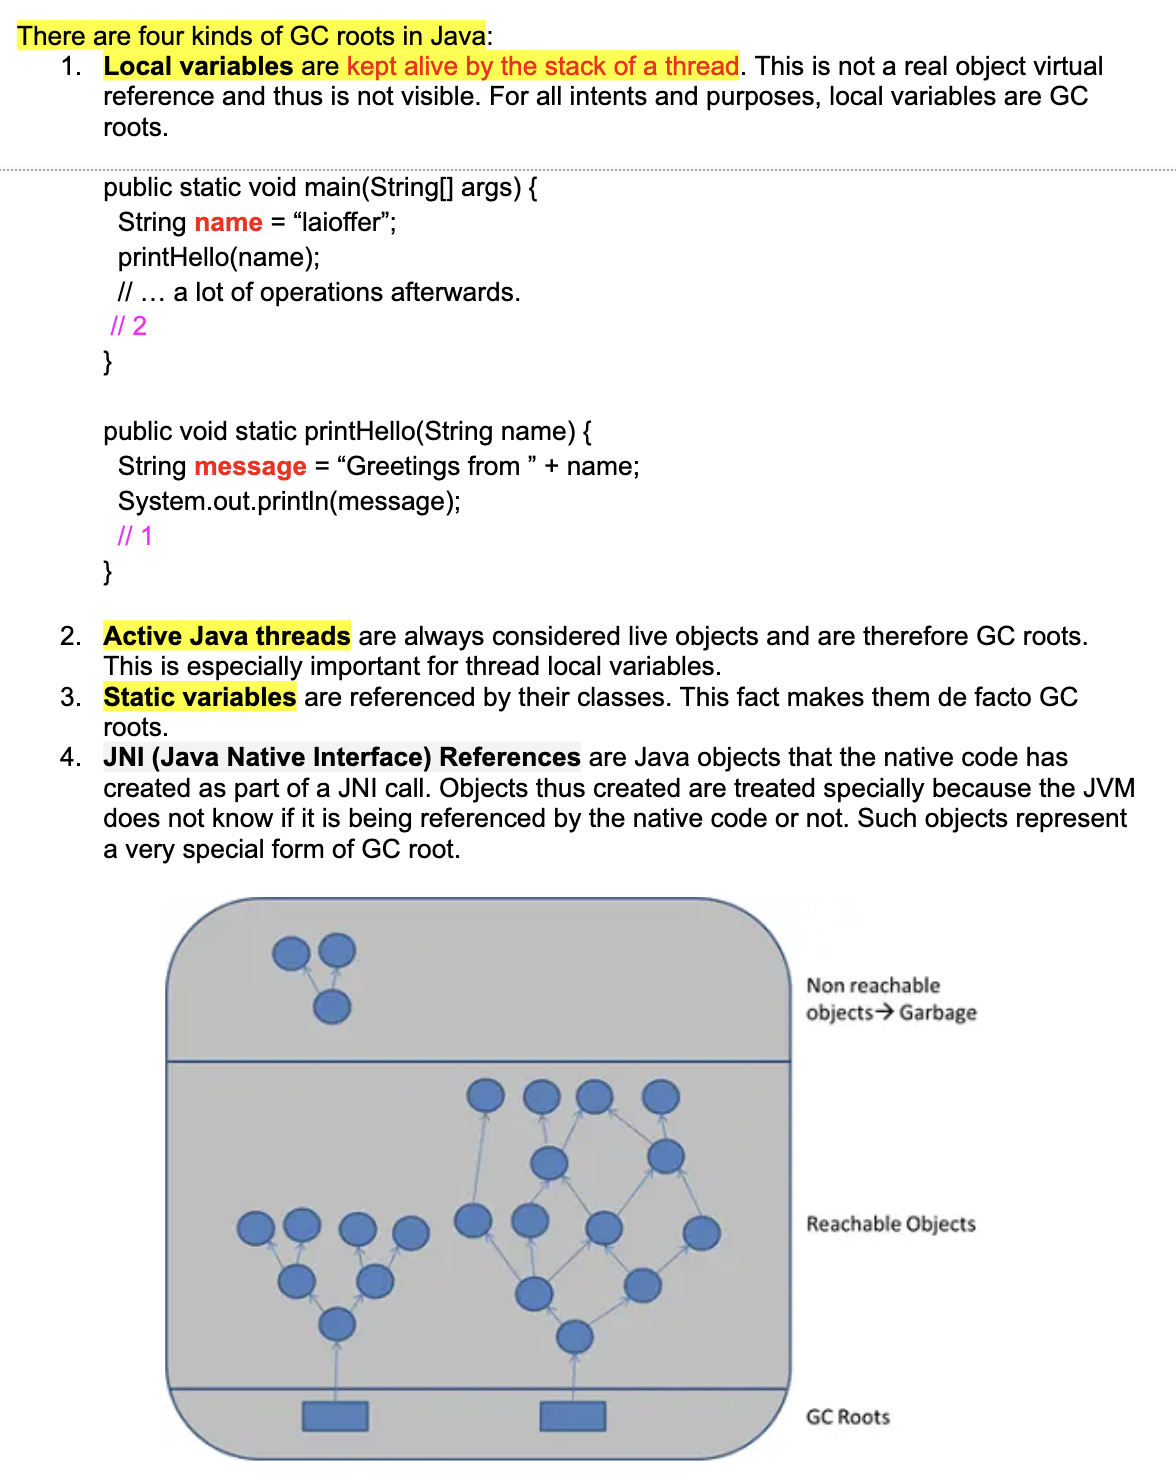 There are four kinds of GC roots in Java:
1. Local variables are kept alive by the stack of a thread. This is not a real object virtual
reference and thus is not visible. For all intents and purposes, local variables are GC
roots.
public static void main(String[] args) {
String name = “laioffer”;
printHello(name);
// … a lot of operations afterwards.
// 2
}
public void static printHello(String name) {
String message = “Greetings from ” + name;
System.out.println(message);
// 1
}
2. Active Java threads are always considered live objects and are therefore GC roots.
This is especially important for thread local variables.
3. Static variables are referenced by their classes. This fact makes them de facto GC
roots.
4. JNI (Java Native Interface) References are Java objects that the native code has
created as part of a JNI call. Objects thus created are treated specially because the JVM
does not know if it is being referenced by the native code or not. Such objects represent
a very special form of GC root.
Non reachable
objects→ Garbage
Reachable Objects
GC Roots